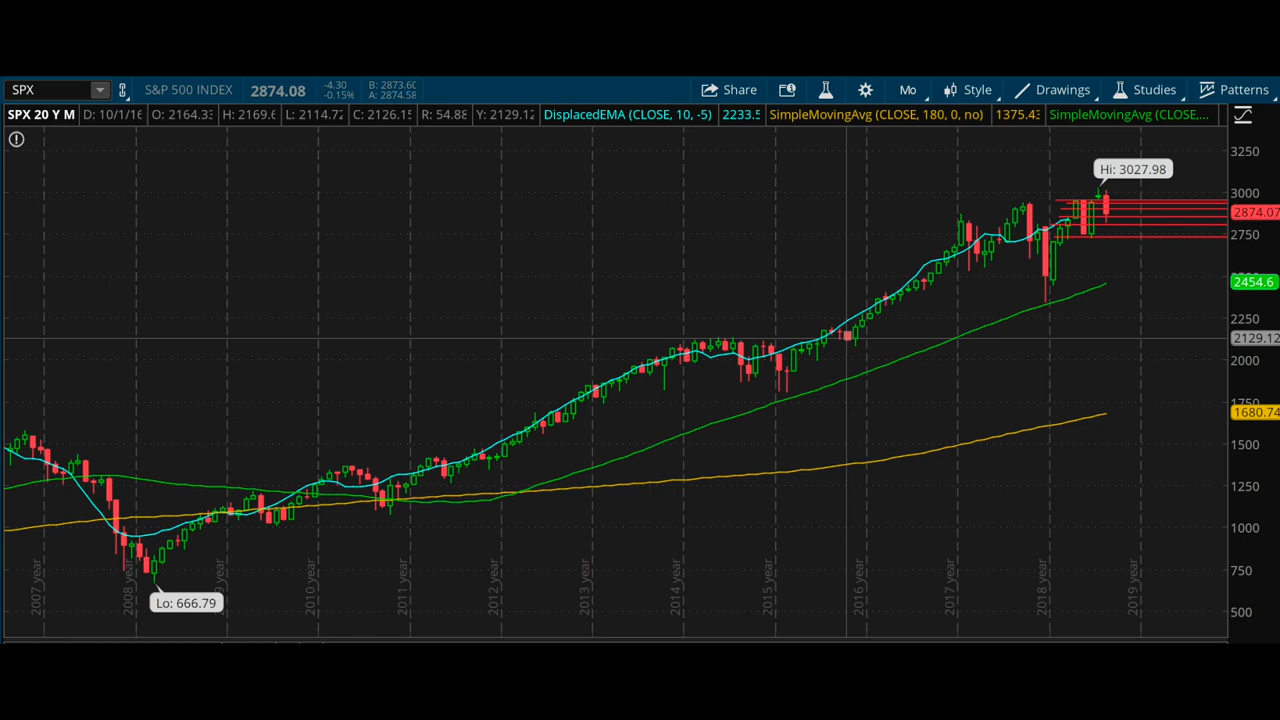 SPX S&P 500 INDEX 2874.08 -4.30 -0.15% B: 2873.60 A: 2874.58 Share Mo Style Drawings Studies Patterns
SPX 20 Y M D: 10/1/16 O: 2164.33 H: 2169.6 L: 2114.72 C: 2126.15 R: 54.88 Y: 2129.12 DisplacedEMA (CLOSE, 10, -5) 2233.5 SimpleMovingAvg (CLOSE, 180, 0, no) 1375.43 SimpleMovingAvg (CLOSE,...
3250
Hi: 3027.98
3000
2874.07
2750
2454.6
2250
2129.12
2000
1680.74
1500
1250
1000
750
Lo: 666.79
500
2007 year 2008 year 2010 year 2011 year 2012 year 2013 year 2014 year 2015 year 2016 year 2017 year 2018 year 2019 year